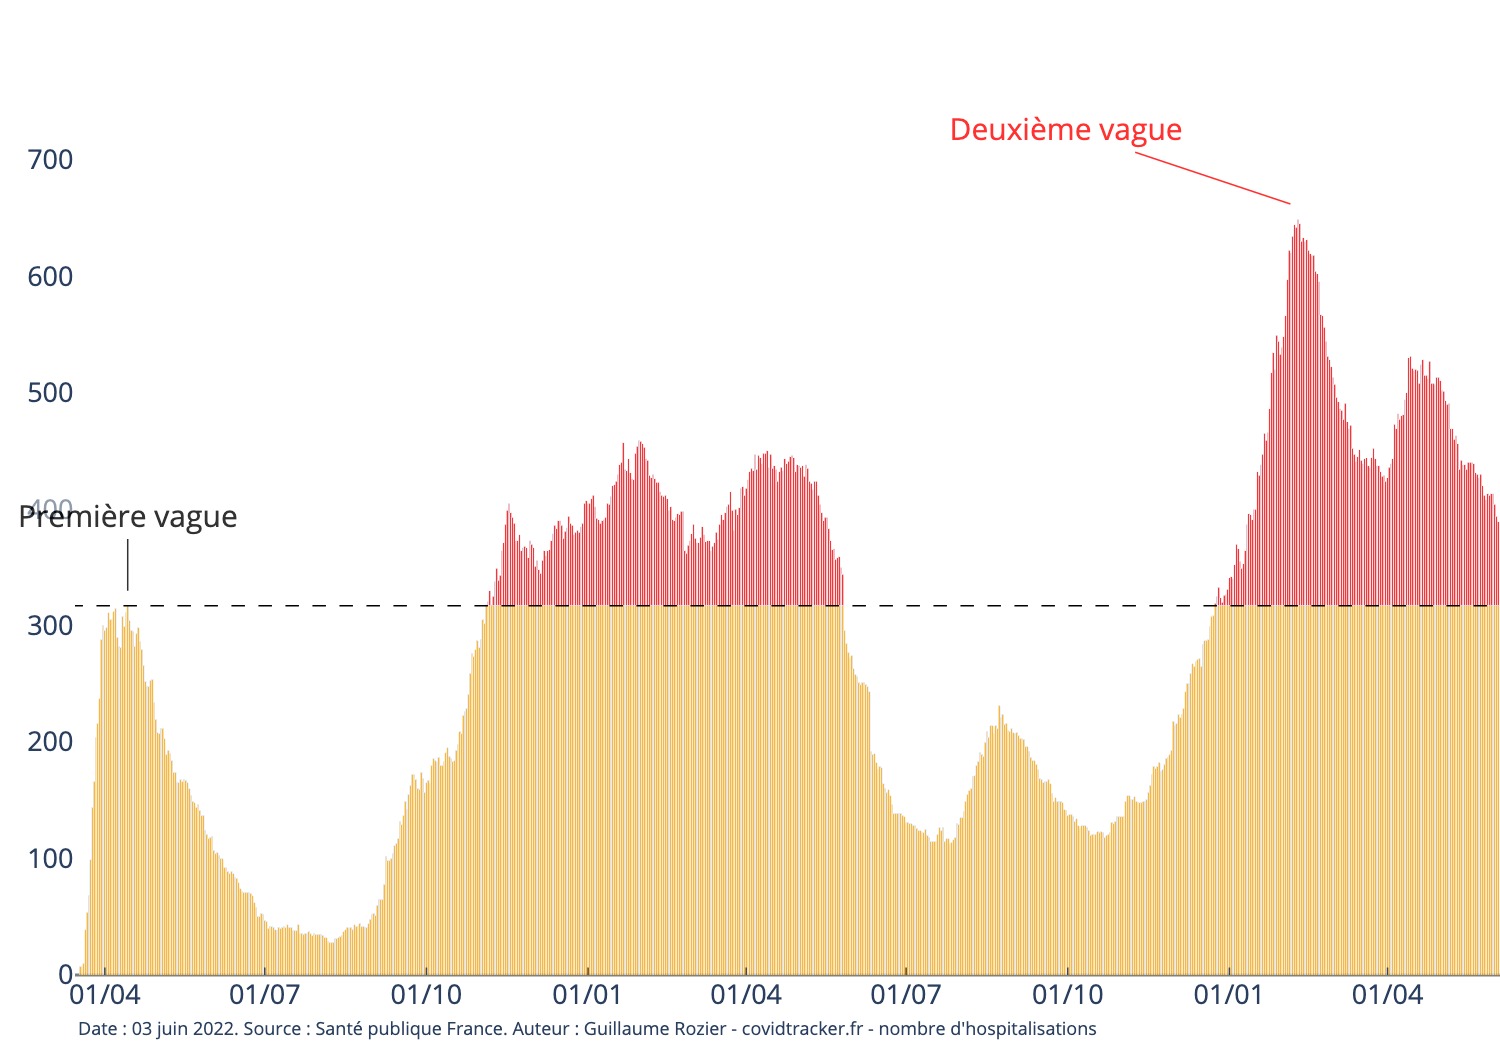 Deuxième vague
700
600
500
400
Première vague
300
200
100
0
01/04 01/07 01/10 01/01 01/04 01/07 01/10 01/01 01/04
Date : 03 juin 2022. Source : Santé publique France. Auteur : Guillaume Rozier - covidtracker.fr - nombre d'hospitalisations